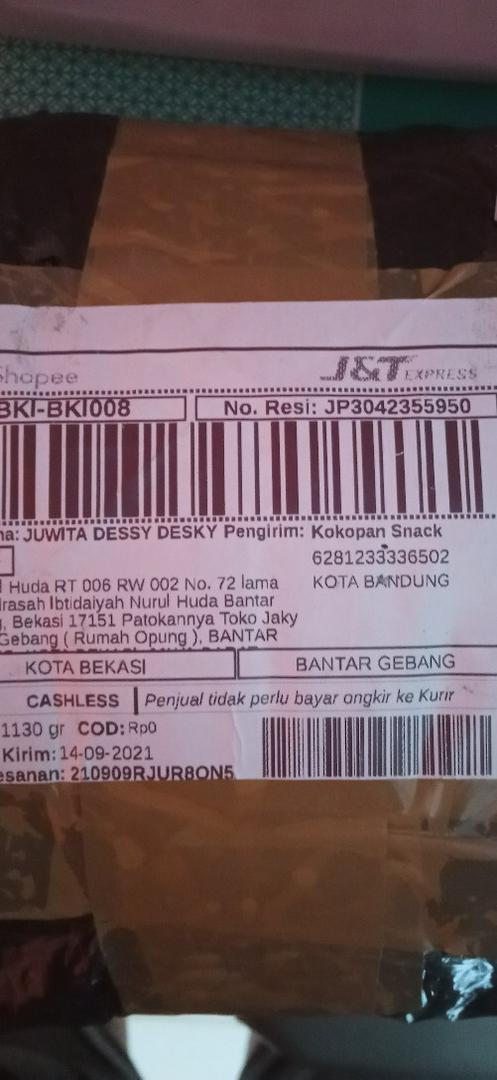 Shopee
J&T EXPRESS
BKI-BKI008
No. Resi: JP3042355950
na: JUWITA DESSY DESKY Pengirim: Kokopan Snack
6281233336502
l Huda RT 006 RW 002 No. 72 lama
KOTA BANDUNG
drasah Ibtidaiyah Nurul Huda Bantar
, Bekasi 17151 Patokannya Toko Jaky
Gebang ( Rumah Opung ), BANTAR
KOTA BEKASI
BANTAR GEBANG
CASHLESS Penjual tidak perlu bayar ongkir ke Kurir
1130 gr COD: Rp0
Kirim: 14-09-2021
esanan: 210909RJUR8ON5